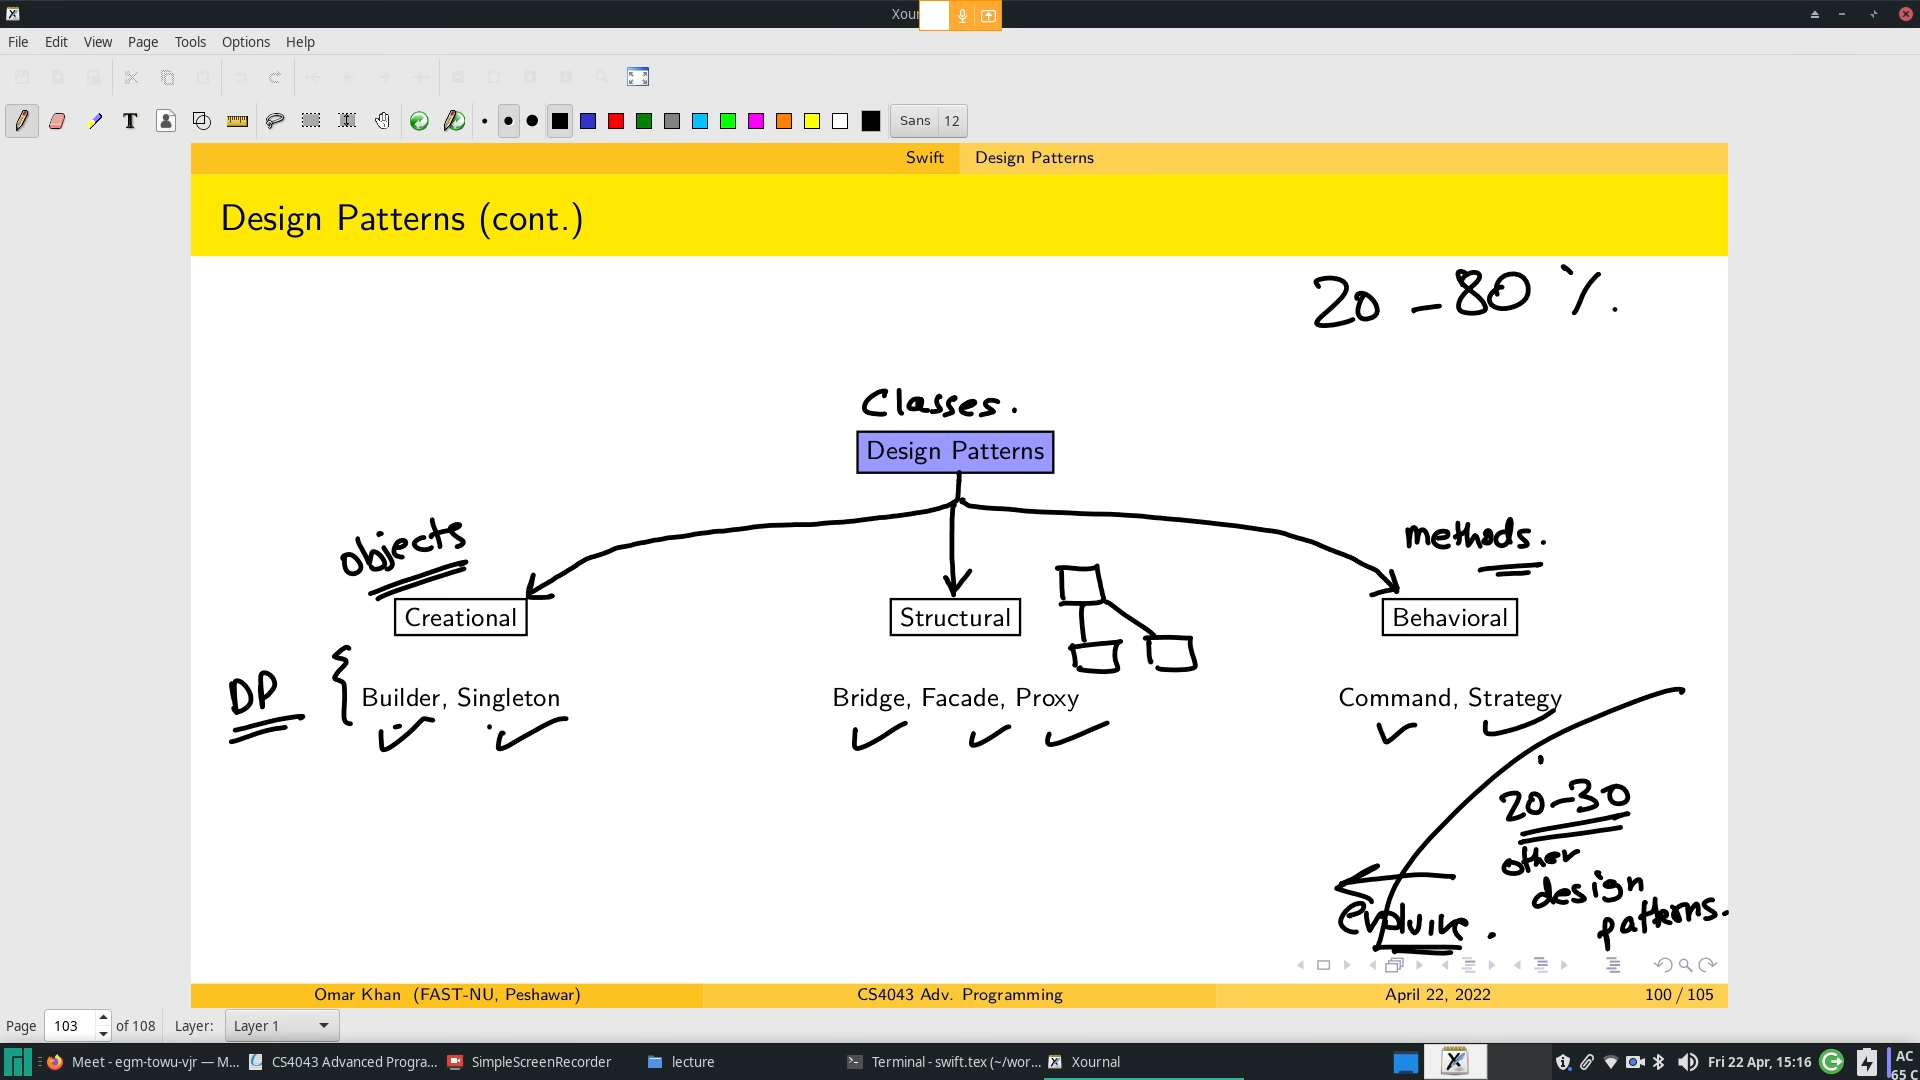 Xour
File Edit View Page Tools Options Help
T Sans 12
Swift Design Patterns
Design Patterns (cont.)
20 - 80 %.
Classes.
Design Patterns
objects
methods.
Creational Structural Behavioral
DP { Builder, Singleton Bridge, Facade, Proxy Command, Strategy
20-30
other
design
patterns.
Omar Khan (FAST-NU, Peshawar) CS4043 Adv. Programming April 22, 2022 100 / 105
Page 103 of 108 Layer: Layer 1
Meet - egm-towu-vjr — M... CS4043 Advanced Progra... SimpleScreenRecorder lecture Terminal - swift.tex (~/wor... Xournal Fri 22 Apr, 15:16 AC
65 C